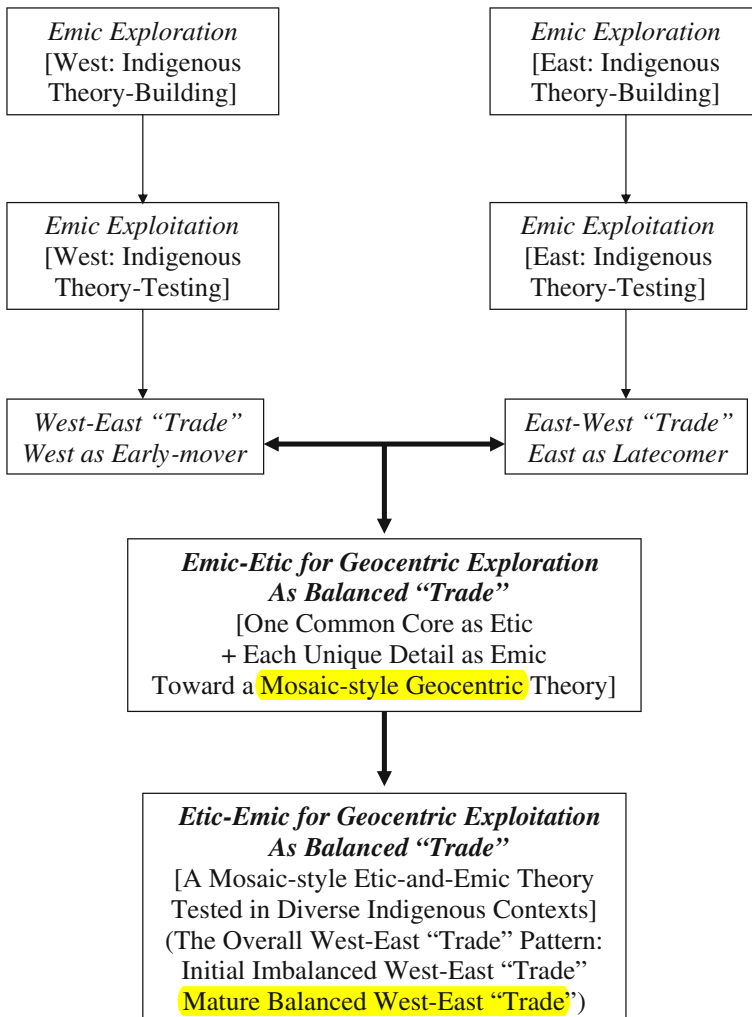 Emic Exploration
[West: Indigenous
Theory-Building]
Emic Exploration
[East: Indigenous
Theory-Building]
Emic Exploitation
[West: Indigenous
Theory-Testing]
Emic Exploitation
[East: Indigenous
Theory-Testing]
West-East “Trade”
West as Early-mover
East-West “Trade”
East as Latecomer
Emic-Etic for Geocentric Exploration
As Balanced “Trade”
[One Common Core as Etic
+ Each Unique Detail as Emic
Toward a Mosaic-style Geocentric Theory]
Etic-Emic for Geocentric Exploitation
As Balanced “Trade”
[A Mosaic-style Etic-and-Emic Theory
Tested in Diverse Indigenous Contexts]
(The Overall West-East “Trade” Pattern:
Initial Imbalanced West-East “Trade”
Mature Balanced West-East “Trade”)